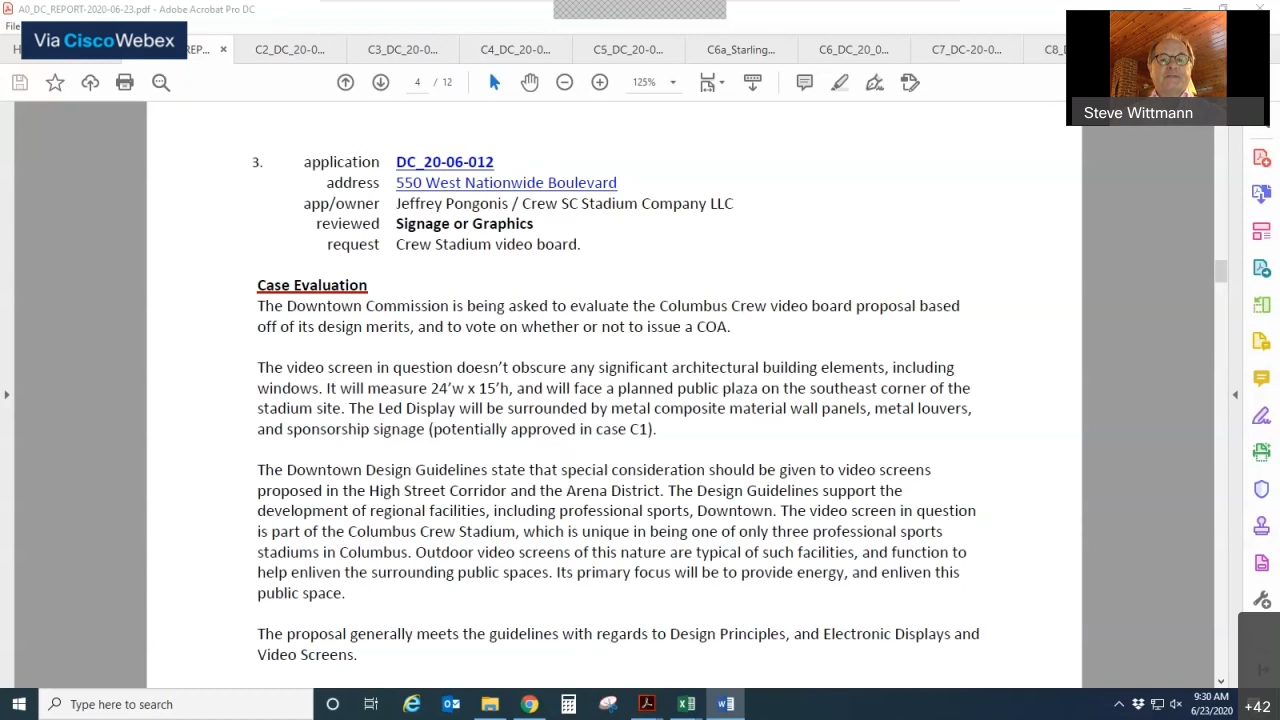 A0_DC_REPORT-2020-06-23.pdf - Adobe Acrobat Pro DC
Via CiscoWebex
C2_DC_20-0... C3_DC_20-0... C4_DC_20-0... C5_DC_20-0... C6a_Starling... C6_DC_20_0... C7_DC-20-0...
4 / 12 125%
Steve Wittmann
3. application DC_20-06-012
address 550 West Nationwide Boulevard
app/owner Jeffrey Pongonis / Crew SC Stadium Company LLC
reviewed Signage or Graphics
request Crew Stadium video board.
Case Evaluation
The Downtown Commission is being asked to evaluate the Columbus Crew video board proposal based
off of its design merits, and to vote on whether or not to issue a COA.
The video screen in question doesn't obscure any significant architectural building elements, including
windows. It will measure 24'w x 15'h, and will face a planned public plaza on the southeast corner of the
stadium site. The Led Display will be surrounded by metal composite material wall panels, metal louvers,
and sponsorship signage (potentially approved in case C1).
The Downtown Design Guidelines state that special consideration should be given to video screens
proposed in the High Street Corridor and the Arena District. The Design Guidelines support the
development of regional facilities, including professional sports, Downtown. The video screen in question
is part of the Columbus Crew Stadium, which is unique in being one of only three professional sports
stadiums in Columbus. Outdoor video screens of this nature are typical of such facilities, and function to
help enliven the surrounding public spaces. Its primary focus will be to provide energy, and enliven this
public space.
The proposal generally meets the guidelines with regards to Design Principles, and Electronic Displays and
Video Screens.
Type here to search
9:30 AM
6/23/2020
+42